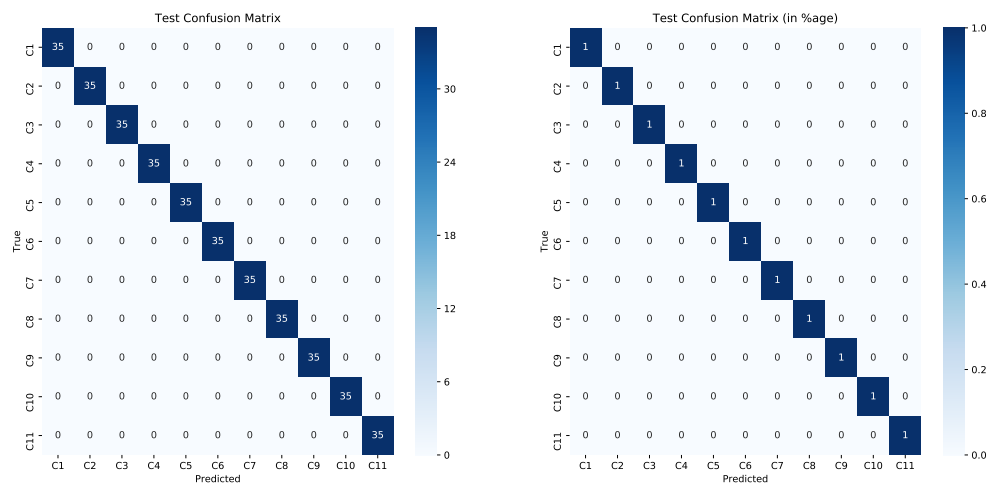 Test Confusion Matrix
C1 35 0 0 0 0 0 0 0 0 0 0
C2 0 35 0 0 0 0 0 0 0 0 0
C3 0 0 35 0 0 0 0 0 0 0 0
C4 0 0 0 35 0 0 0 0 0 0 0
C5 0 0 0 0 35 0 0 0 0 0 0
C6 0 0 0 0 0 35 0 0 0 0 0
C7 0 0 0 0 0 0 35 0 0 0 0
C8 0 0 0 0 0 0 0 35 0 0 0
C9 0 0 0 0 0 0 0 0 35 0 0
C10 0 0 0 0 0 0 0 0 0 35 0
C11 0 0 0 0 0 0 0 0 0 0 35
True
C1 C2 C3 C4 C5 C6 C7 C8 C9 C10 C11
Predicted
30
24
18
12
6
0
Test Confusion Matrix (in %age)
C1 1 0 0 0 0 0 0 0 0 0 0
C2 0 1 0 0 0 0 0 0 0 0 0
C3 0 0 1 0 0 0 0 0 0 0 0
C4 0 0 0 1 0 0 0 0 0 0 0
C5 0 0 0 0 1 0 0 0 0 0 0
C6 0 0 0 0 0 1 0 0 0 0 0
C7 0 0 0 0 0 0 1 0 0 0 0
C8 0 0 0 0 0 0 0 1 0 0 0
C9 0 0 0 0 0 0 0 0 1 0 0
C10 0 0 0 0 0 0 0 0 0 1 0
C11 0 0 0 0 0 0 0 0 0 0 1
True
C1 C2 C3 C4 C5 C6 C7 C8 C9 C10 C11
Predicted
1.0
0.8
0.6
0.4
0.2
0.0